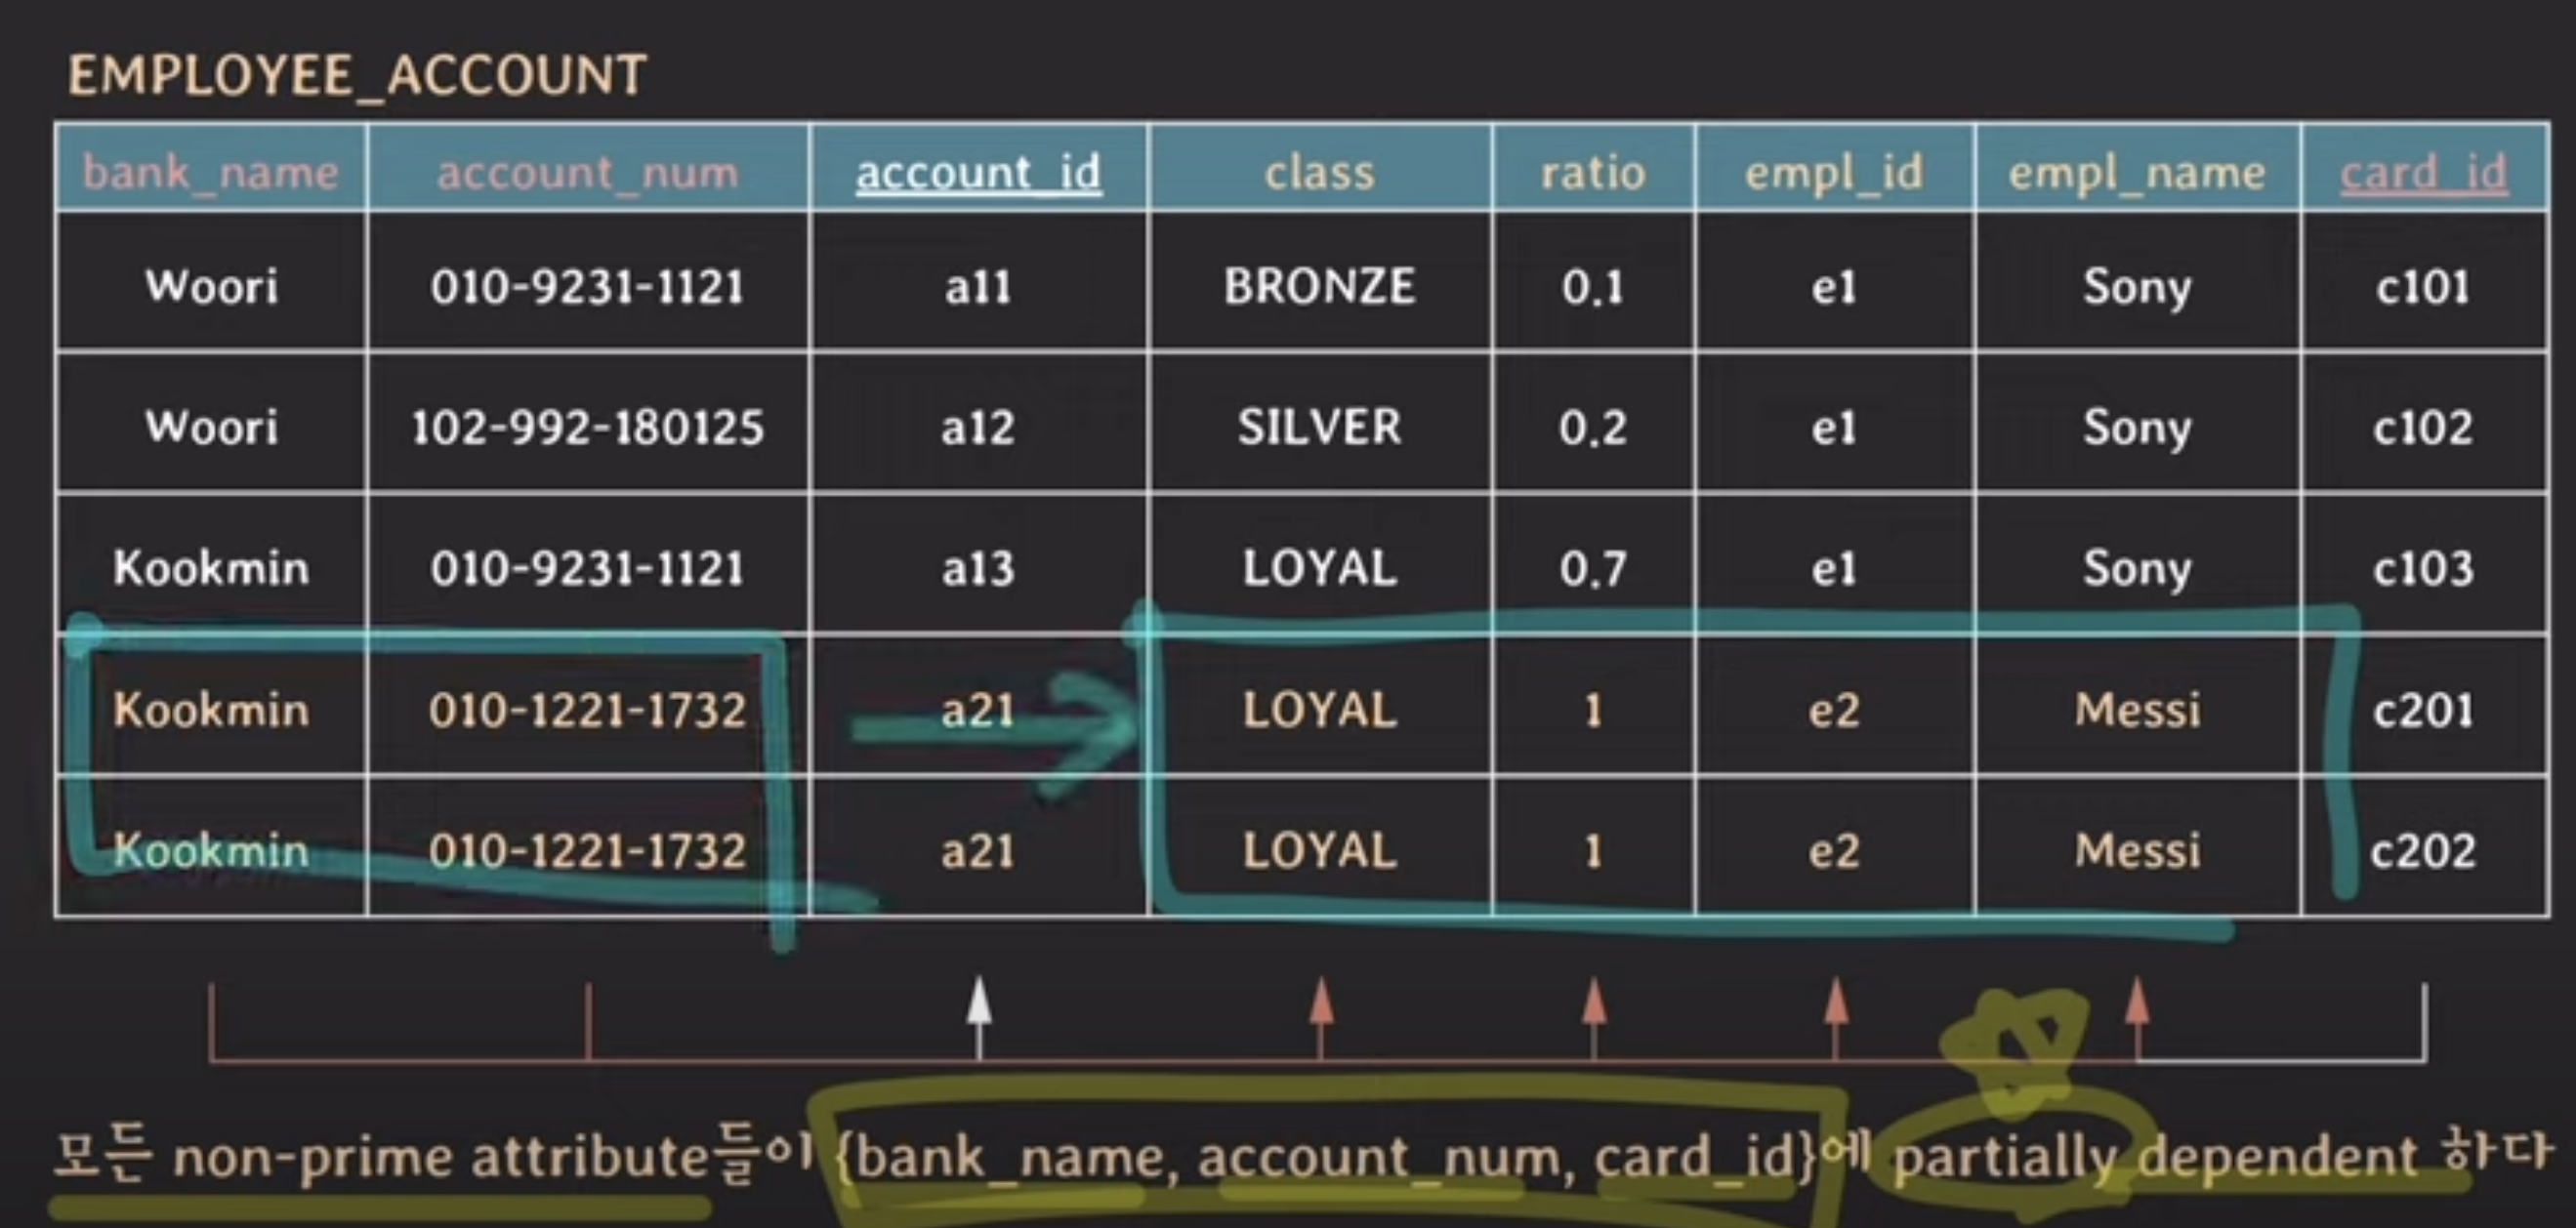 EMPLOYEE_ACCOUNT
bank_name account_num account_id class ratio empl_id empl_name card_id
Woori 010-9231-1121 a11 BRONZE 0.1 e1 Sony c101
Woori 102-992-180125 a12 SILVER 0.2 e1 Sony c102
Kookmin 010-9231-1121 a13 LOYAL 0.7 e1 Sony c103
Kookmin 010-1221-1732 a21 LOYAL 1 e2 Messi c201
Kookmin 010-1221-1732 a21 LOYAL 1 e2 Messi c202
모든 non-prime attribute들이 {bank_name, account_num, card_id}에 partially dependent 하다